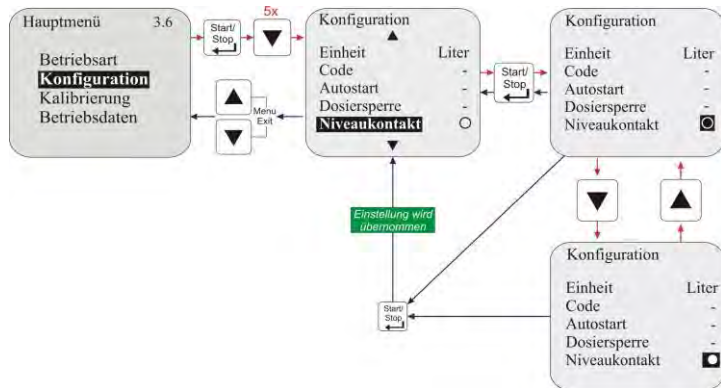 Hauptmenü 3.6
Betriebsart
Konfiguration
Kalibrierung
Betriebsdaten
Start/
Stop
5x
Menu
Exit
Konfiguration
Einheit Liter
Code -
Autostart -
Dosiersperre -
Niveaukontakt
Start/
Stop
Konfiguration
Einheit Liter
Code -
Autostart -
Dosiersperre -
Niveaukontakt
Einstellung wird
übernommen
Start/
Stop
Konfiguration
Einheit Liter
Code -
Autostart -
Dosiersperre -
Niveaukontakt